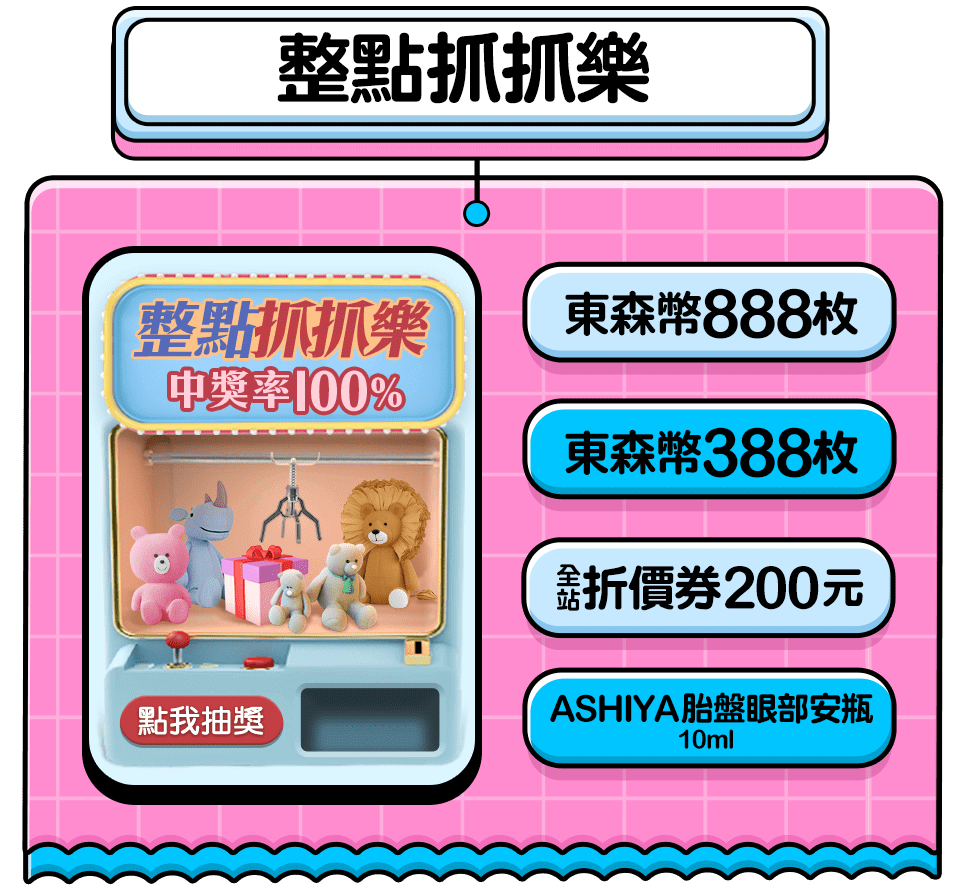 整點抓抓樂
整點抓抓樂
中獎率100%
點我抽獎
東森幣888枚
東森幣388枚
全站折價券200元
ASHIYA胎盤眼部安瓶
10ml